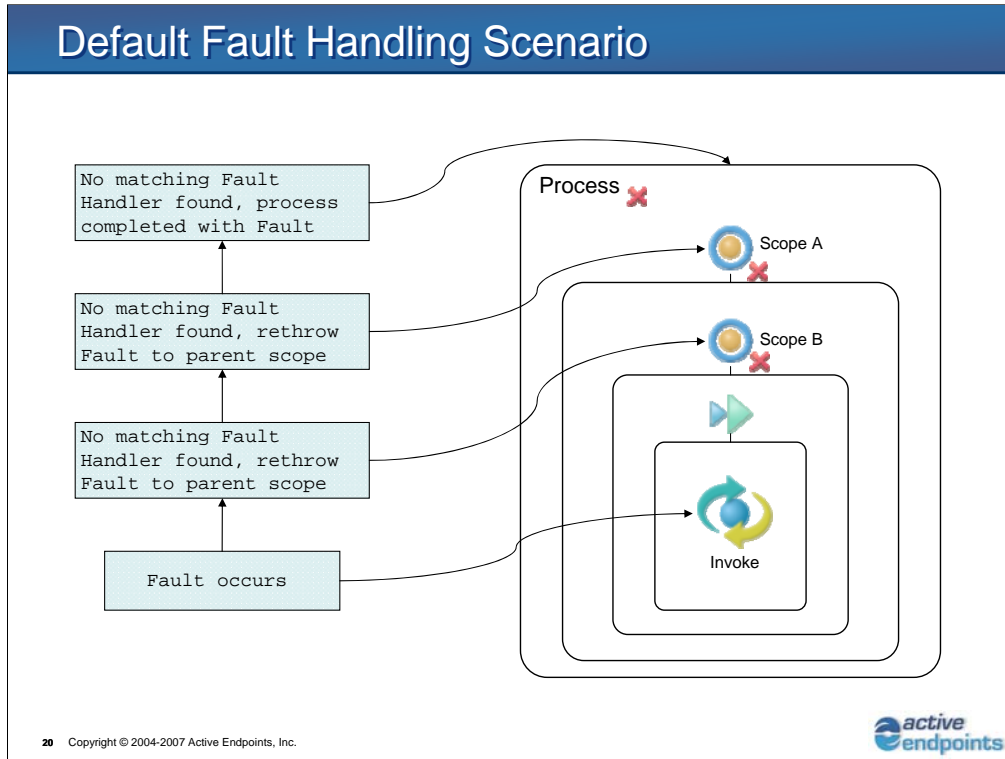 Default Fault Handling Scenario
No matching Fault
Handler found, process
completed with Fault
No matching Fault
Handler found, rethrow
Fault to parent scope
No matching Fault
Handler found, rethrow
Fault to parent scope
Fault occurs
Process
Scope A
Scope B
Invoke
20 Copyright © 2004-2007 Active Endpoints, Inc.
active
endpoints